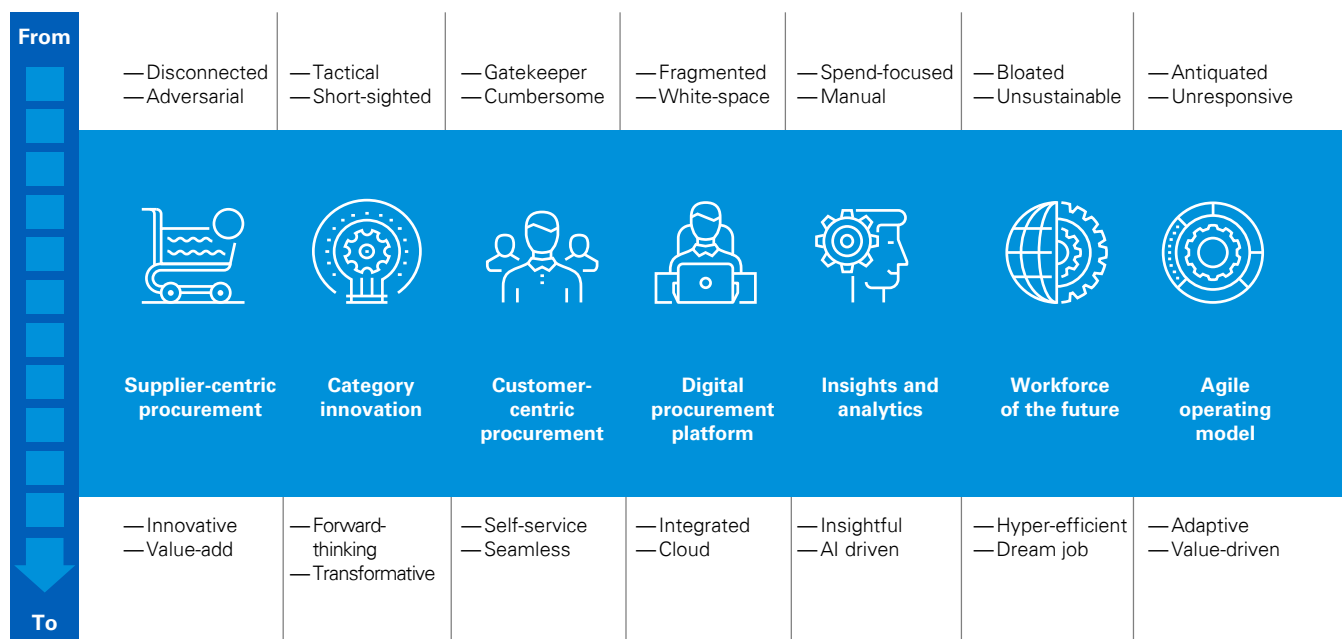 From
— Disconnected
— Adversarial
— Tactical
— Short-sighted
— Gatekeeper
— Cumbersome
— Fragmented
— White-space
— Spend-focused
— Manual
— Bloated
— Unsustainable
— Antiquated
— Unresponsive
Supplier-centric
procurement
Category
innovation
Customer-
centric
procurement
Digital
procurement
platform
Insights and
analytics
Workforce
of the future
Agile
operating
model
— Innovative
— Value-add
— Forward-
thinking
— Transformative
— Self-service
— Seamless
— Integrated
— Cloud
— Insightful
— AI driven
— Hyper-efficient
— Dream job
— Adaptive
— Value-driven
To